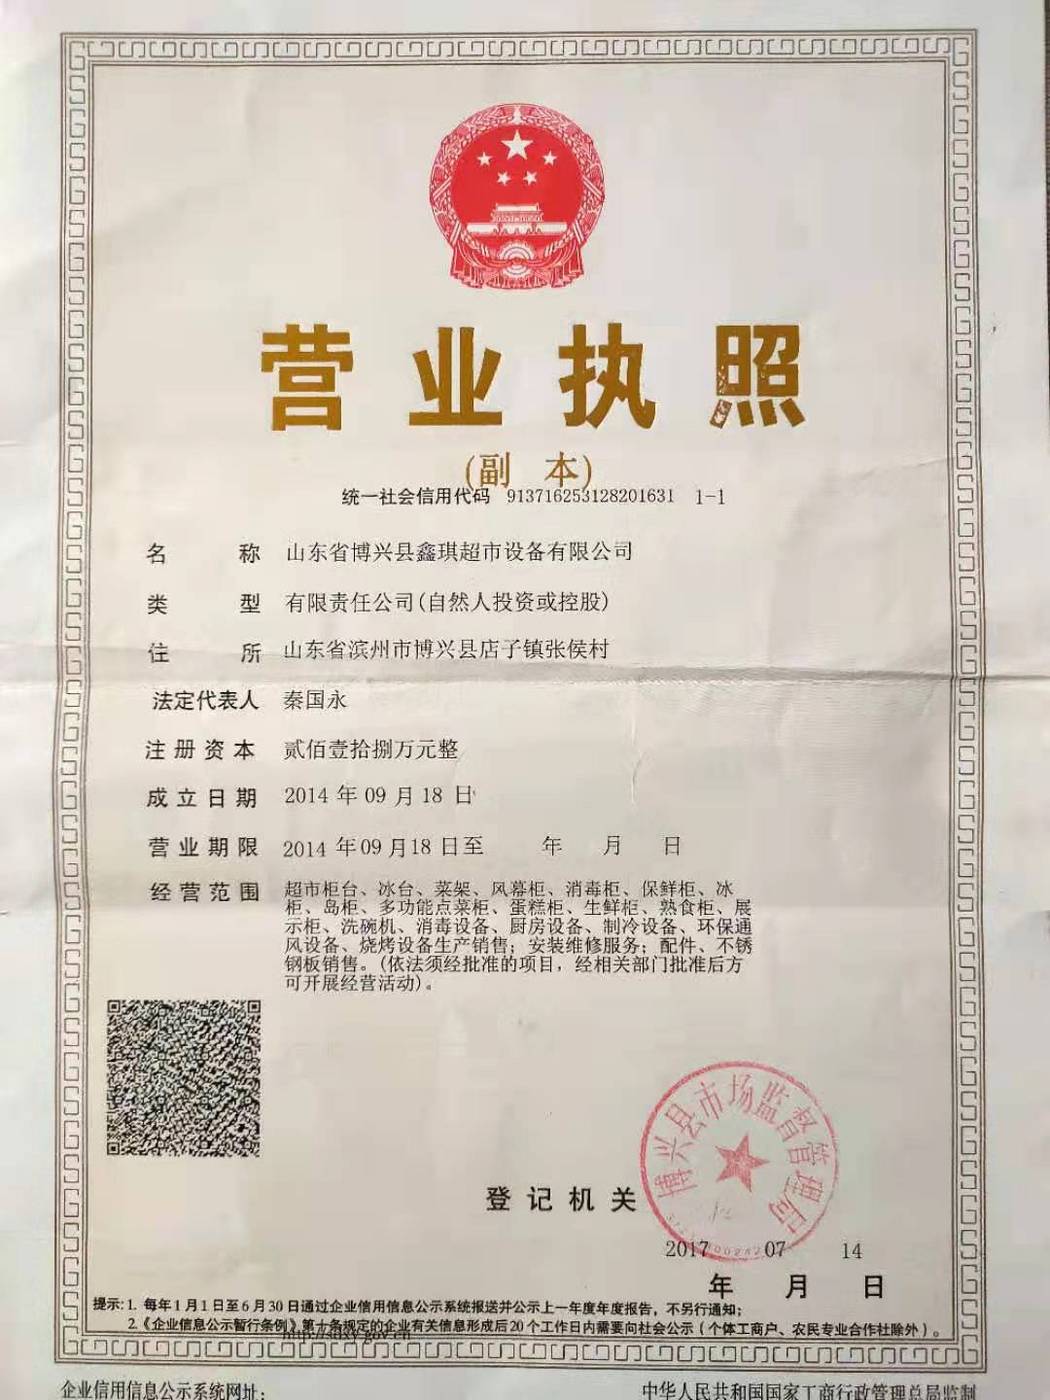 营业执照
(副 本)
统一社会信用代码 913716253128201631 1-1
名 称 山东省博兴县鑫琪超市设备有限公司
类 型 有限责任公司(自然人投资或控股)
住 所 山东省滨州市博兴县店子镇张侯村
法定代表人 秦国永
注册资本 贰佰壹拾捌万元整
成立日期 2014 年 09 月 18 日
营业期限 2014 年 09 月 18 日至 年 月 日
经营范围 超市柜台、冰台、菜架、风幕柜、消毒柜、保鲜柜、冰
柜、岛柜、多功能点菜柜、蛋糕柜、生鲜柜、熟食柜、展
示柜、洗碗机、消毒设备、厨房设备、制冷设备、环保通
风设备、烧烤设备生产销售；安装维修服务；配件、不锈
钢板销售。(依法须经批准的项目，经相关部门批准后方
可开展经营活动)。
博兴县市场监督管理局
登记机关
2017 07 14
年 月 日
提示：1. 每年1月1日至6月30日通过企业信用信息公示系统报送并公示上一年度年度报告，不另行通知；
2.《企业信息公示暂行条例》第十条规定的企业有关信息形成后20个工作日内需要向社会公示（个体工商户、农民专业合作社除外）。
http://sdxy.gov.cn
企业信用信息公示系统网址：
中华人民共和国国家工商行政管理总局监制